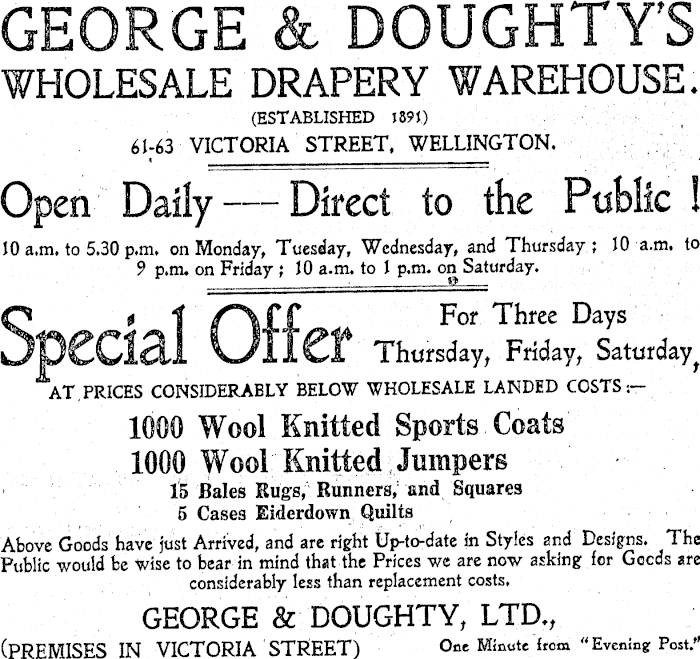 GEORGE & DOUGHTY'S
WHOLESALE DRAPERY WAREHOUSE.
(ESTABLISHED 1891)
61-63 VICTORIA STREET, WELLINGTON.
Open Daily — Direct to the Public !
10 a.m. to 5.30 p.m. on Monday, Tuesday, Wednesday, and Thursday ; 10 a.m. to
9 p.m. on Friday ; 10 a.m. to 1 p.m. on Saturday.
Special Offer
For Three Days
Thursday, Friday, Saturday,
AT PRICES CONSIDERABLY BELOW WHOLESALE LANDED COSTS :—
1000 Wool Knitted Sports Coats
1000 Wool Knitted Jumpers
15 Bales Rugs, Runners, and Squares
5 Cases Eiderdown Quilts
Above Goods have just Arrived, and are right Up-to-date in Styles and Designs. The
Public would be wise to bear in mind that the Prices we are now asking for Goods are
considerably less than replacement costs.
GEORGE & DOUGHTY, LTD.,
(PREMISES IN VICTORIA STREET)
One Minute from "Evening Post."